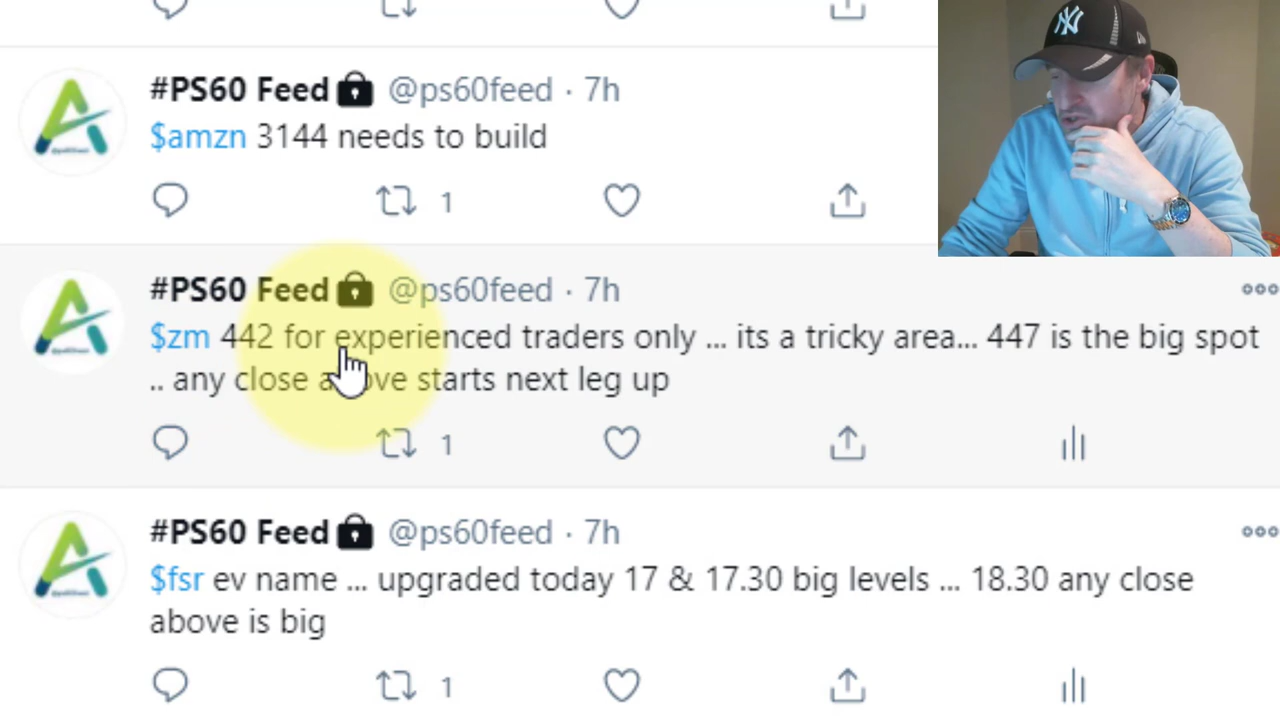 #PS60 Feed @ps60feed · 7h
$amzn 3144 needs to build
1
#PS60 Feed @ps60feed · 7h
$zm 442 for experienced traders only ... its a tricky area... 447 is the big spot
.. any close above starts next leg up
1
#PS60 Feed @ps60feed · 7h
$fsr ev name ... upgraded today 17 & 17.30 big levels ... 18.30 any close
above is big
1